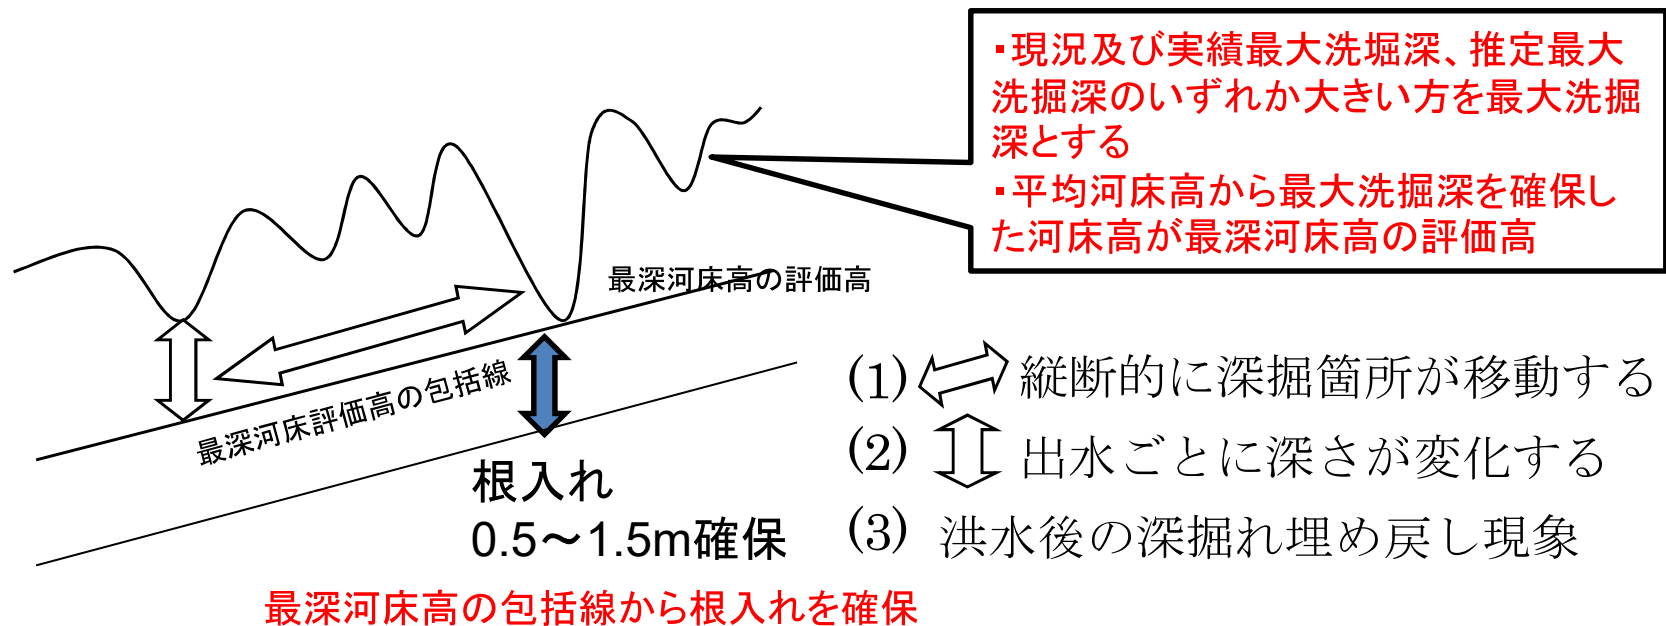 ・現況及び実績最大洗堀深、推定最大
洗掘深のいずれか大きい方を最大洗掘
深とする
・平均河床高から最大洗掘深を確保し
た河床高が最深河床高の評価高
最深河床高の評価高
最深河床評価高の包括線
根入れ
0.5～1.5m確保
(1) 縦断的に深掘箇所が移動する
(2) 出水ごとに深さが変化する
(3) 洪水後の深掘れ埋め戻し現象
最深河床高の包括線から根入れを確保